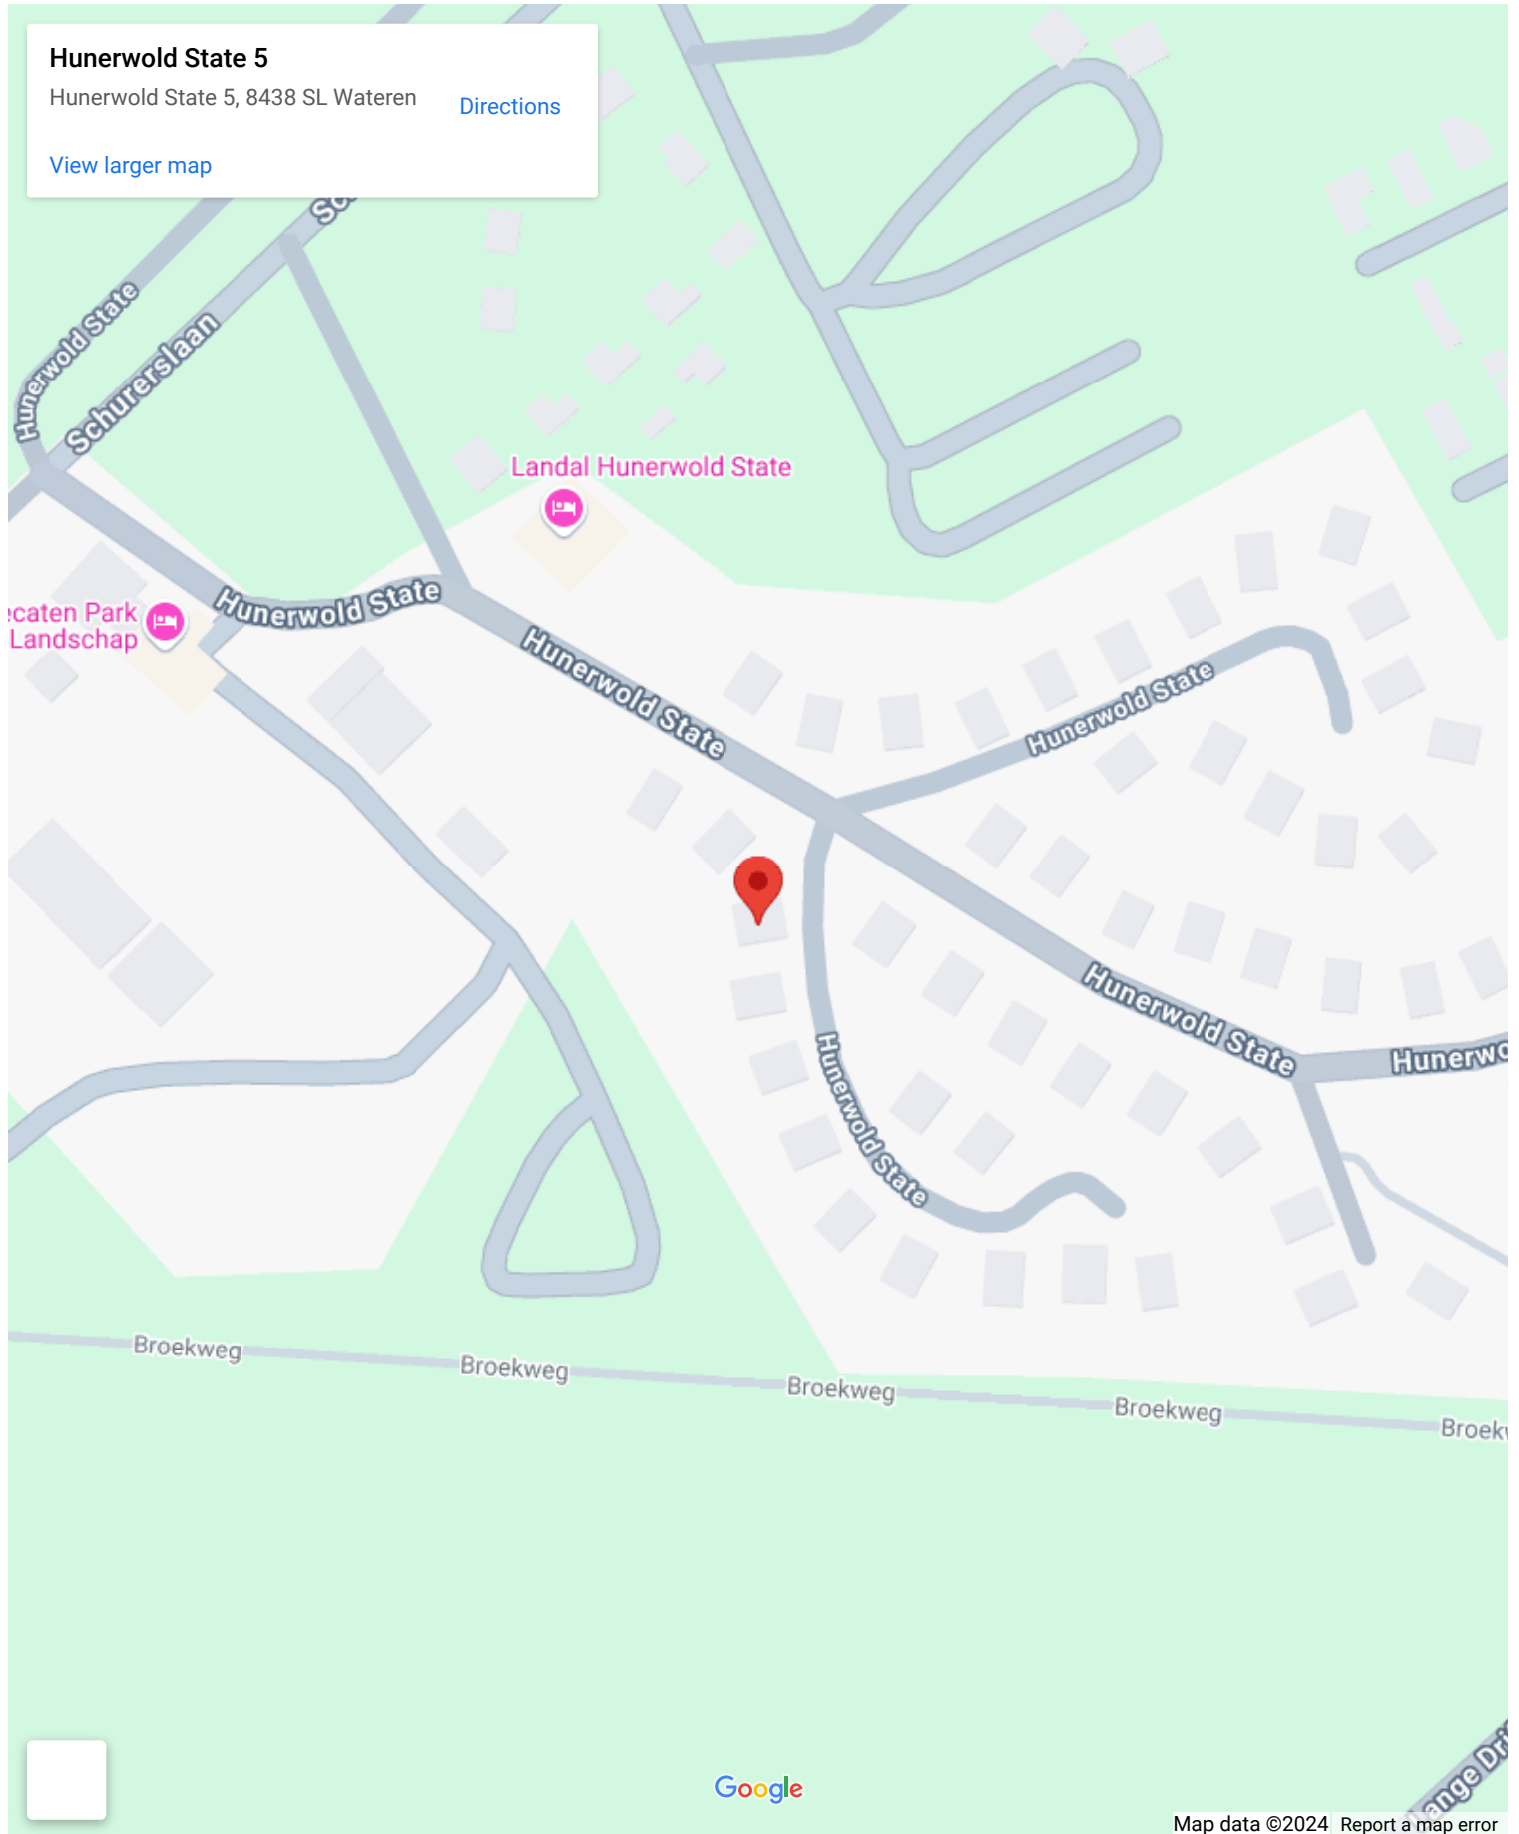 Hunerwold State 5
Hunerwold State 5, 8438 SL Wateren
Directions
View larger map
Hunerwold State
Schurerslaan
Landal Hunerwold State
Park
Landschap
Hunerwold State
Hunerwold State
Hunerwold State
Hunerwold State
Hunerwold State
Broekweg
Broekweg
Broekweg
Broekweg
Google
Map data ©2024
Report a map error